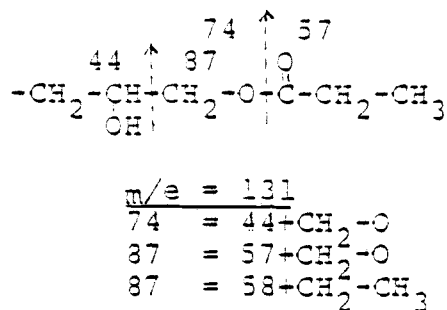 74 57
44 87 O
-CH2-CH-CH2-O-C-CH2-CH3
OH
m/e = 131
74 = 44+CH2-O
87 = 57+CH2-O
87 = 58+CH2-CH3